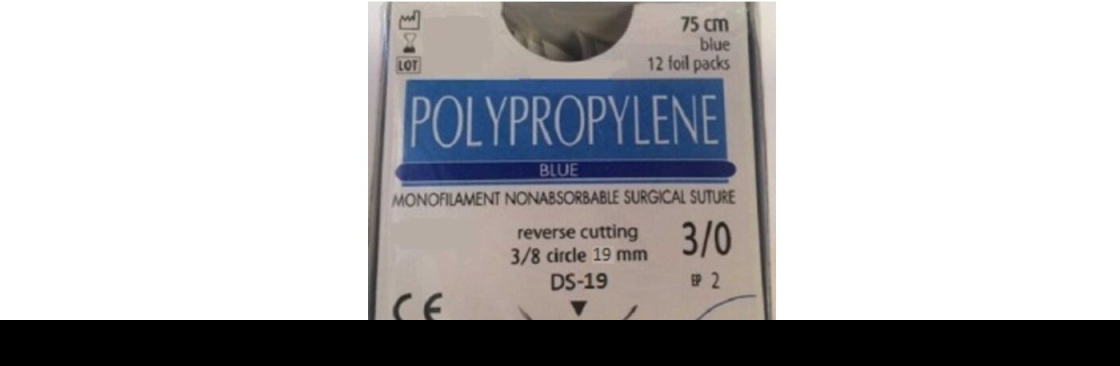 75 cm
blue
LOT
12 foil packs
POLYPROPYLENE
BLUE
MONOFILAMENT NONABSORBABLE SURGICAL SUTURE
reverse cutting
3/8 circle 19 mm
3/0
DS-19
EP 2
CE